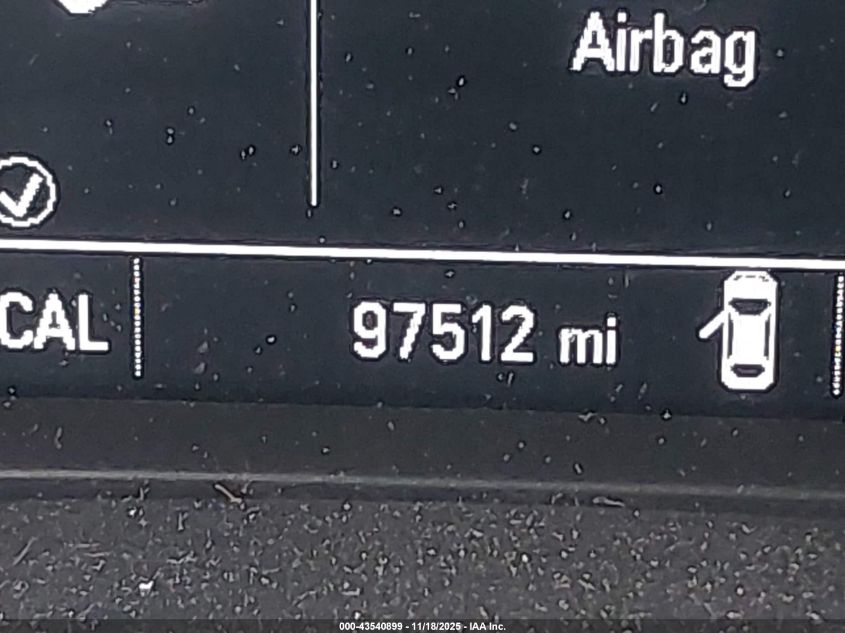 Airbag
CAL
97512 mi
000-43540899 - 11/18/2025 - IAA Inc.